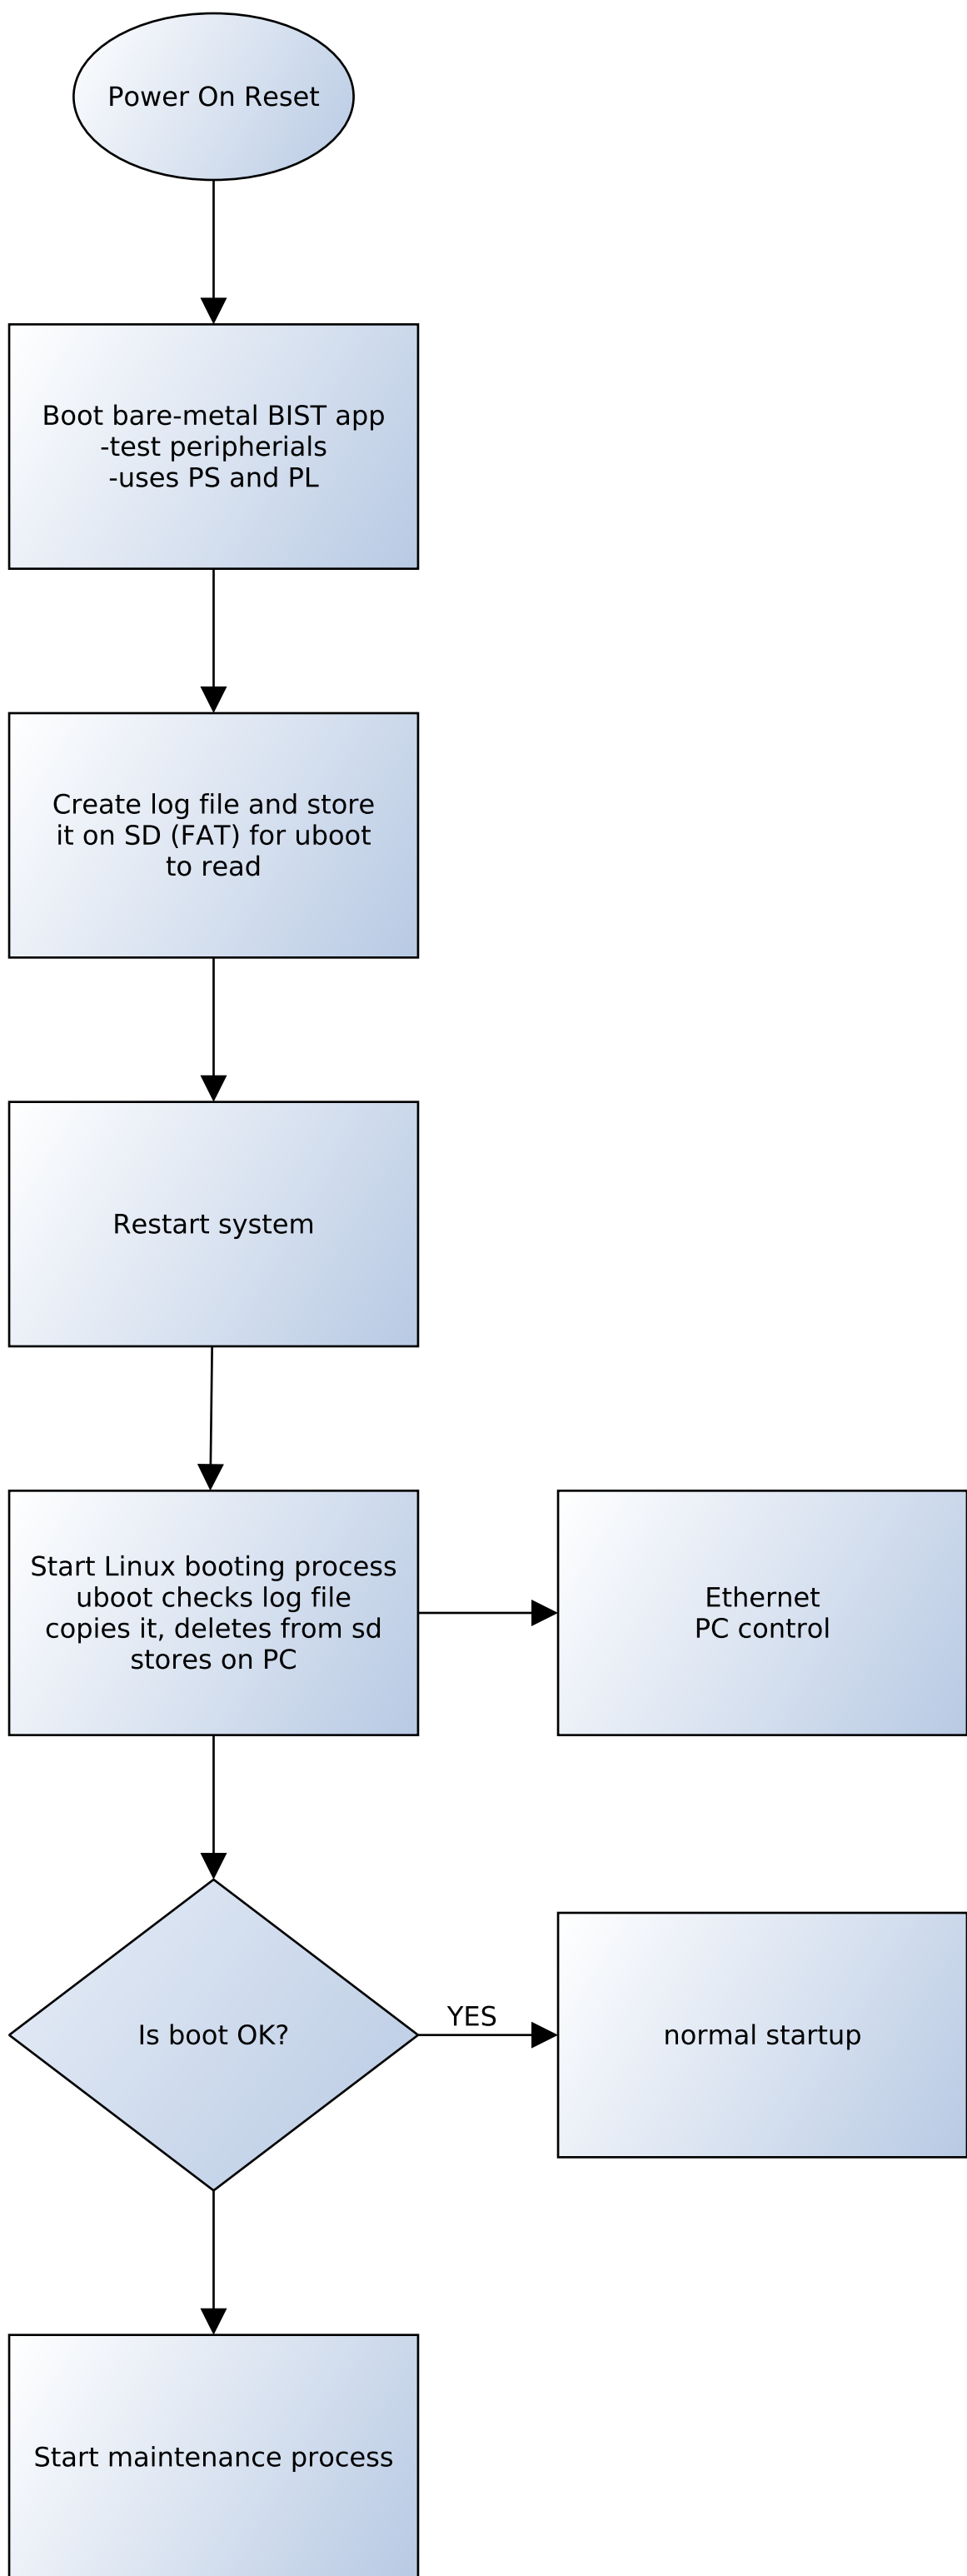 Power On Reset
Boot bare-metal BIST app
-test peripherials
-uses PS and PL
Create log file and store
it on SD (FAT) for uboot
to read
Restart system
Start Linux booting process
uboot checks log file
copies it, deletes from sd
stores on PC
Ethernet
PC control
Is boot OK?
YES
normal startup
Start maintenance process